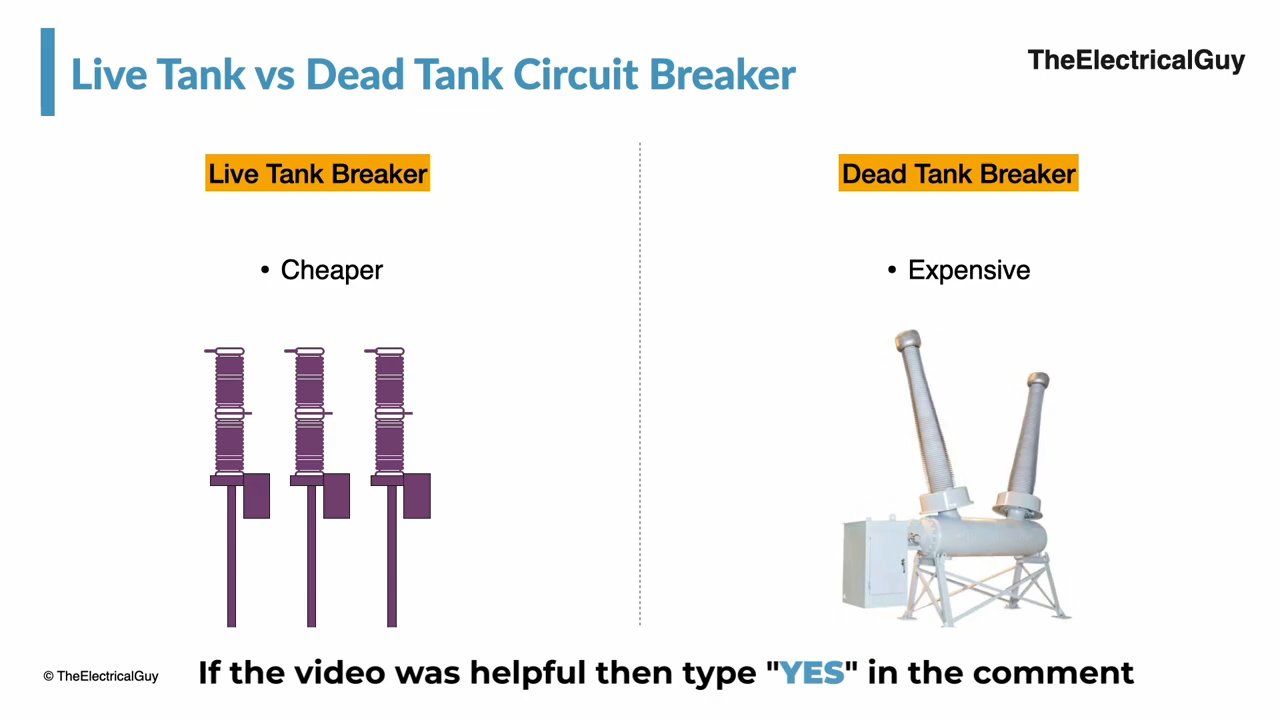 Live Tank vs Dead Tank Circuit Breaker
TheElectricalGuy
Live Tank Breaker
• Cheaper
Dead Tank Breaker
• Expensive
© TheElectricalGuy
If the video was helpful then type "YES" in the comment